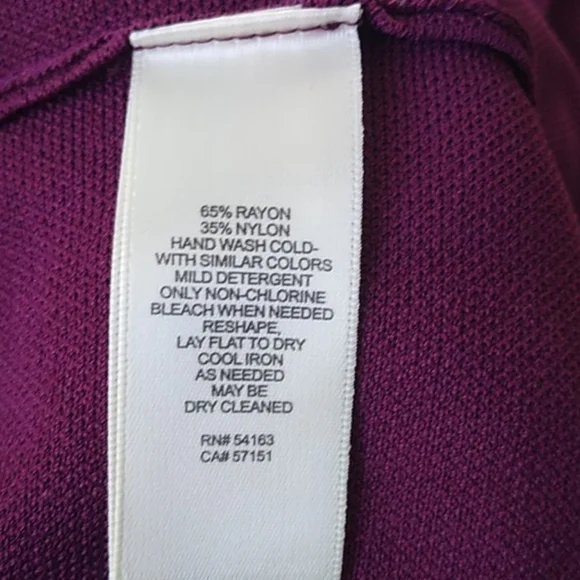 65% RAYON
35% NYLON
HAND WASH COLD-
WITH SIMILAR COLORS
MILD DETERGENT
ONLY NON-CHLORINE
BLEACH WHEN NEEDED
RESHAPE,
LAY FLAT TO DRY
COOL IRON
AS NEEDED
MAY BE
DRY CLEANED
RN# 54163
CA# 57151